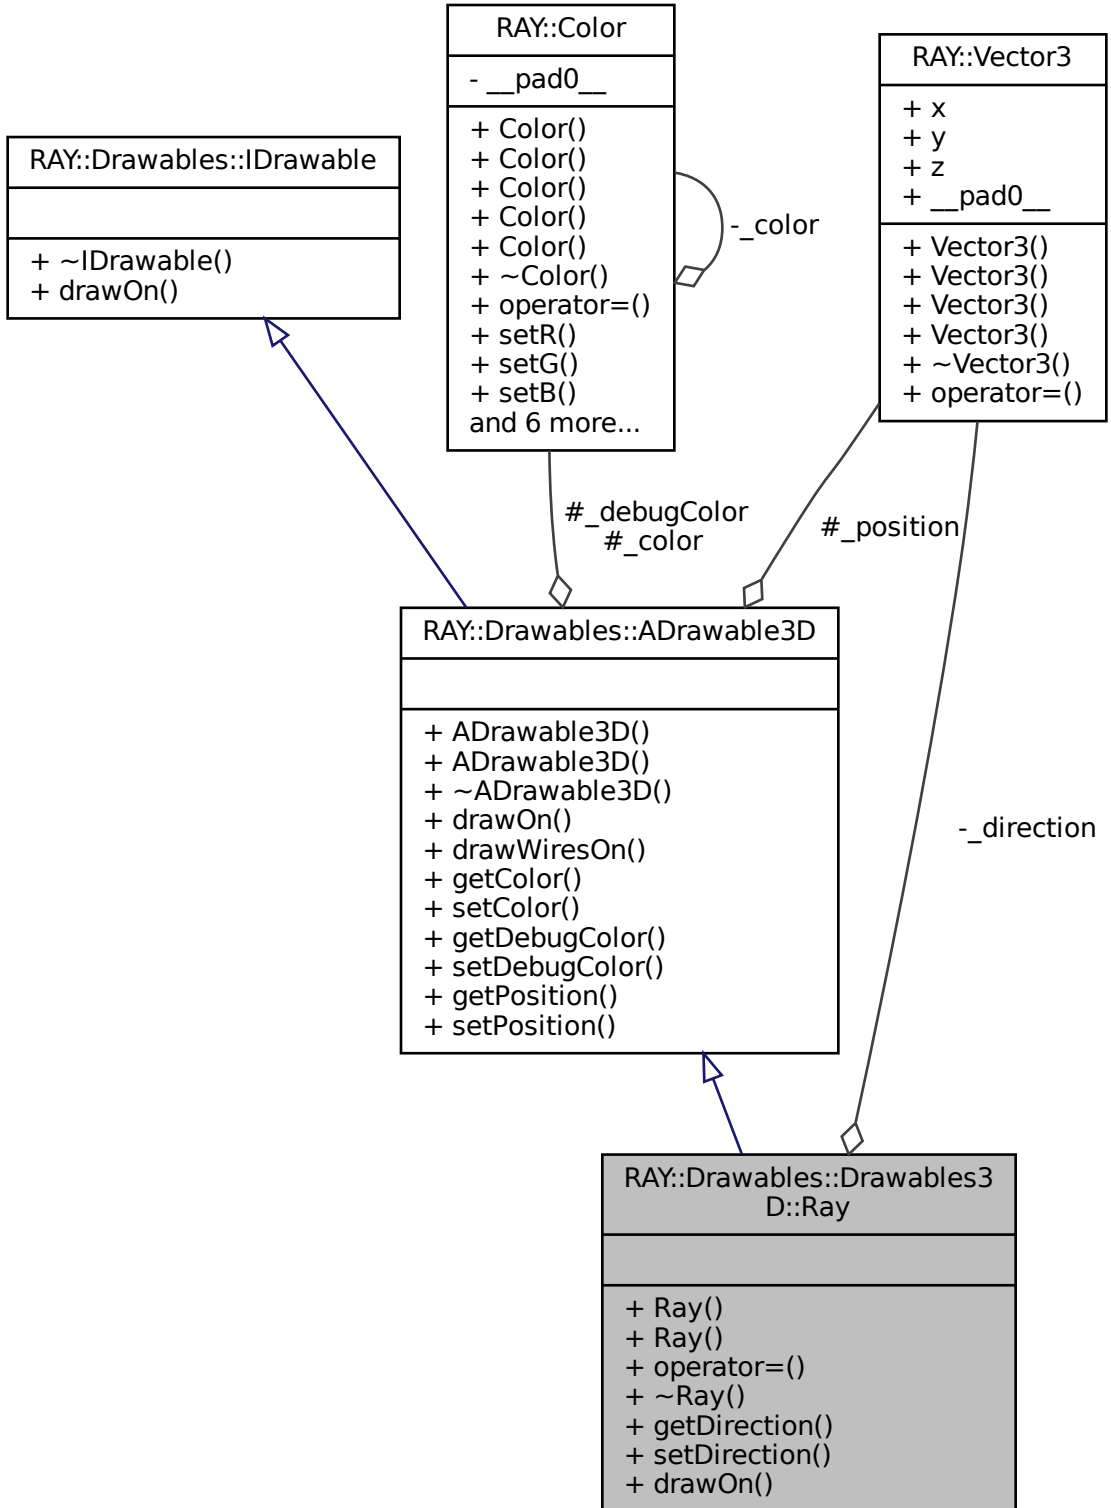 RAY::Color
- __pad0__
+ Color()
+ Color()
+ Color()
+ Color()
+ Color()
+ ~Color()
+ operator=()
+ setR()
+ setG()
+ setB()
and 6 more...
-_color
RAY::Vector3
+ x
+ y
+ z
+ __pad0__
+ Vector3()
+ Vector3()
+ Vector3()
+ Vector3()
+ ~Vector3()
+ operator=()
RAY::Drawables::IDrawable
+ ~IDrawable()
+ drawOn()
#_debugColor
#_color
#_position
RAY::Drawables::ADrawable3D
+ ADrawable3D()
+ ADrawable3D()
+ ~ADrawable3D()
+ drawOn()
+ drawWiresOn()
+ getColor()
+ setColor()
+ getDebugColor()
+ setDebugColor()
+ getPosition()
+ setPosition()
-_direction
RAY::Drawables::Drawables3
D::Ray
+ Ray()
+ Ray()
+ operator=()
+ ~Ray()
+ getDirection()
+ setDirection()
+ drawOn()